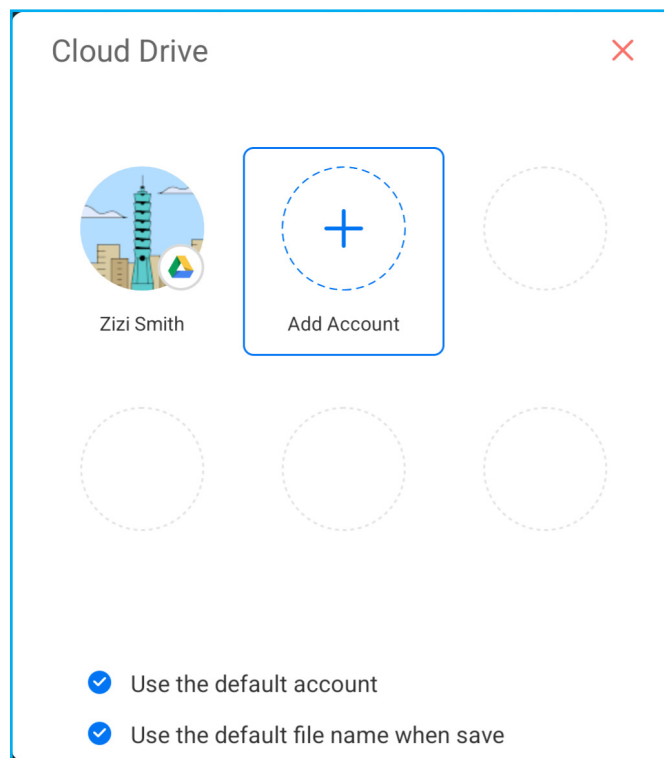 Cloud Drive
Zizi Smith
Add Account
Use the default account
Use the default file name when save